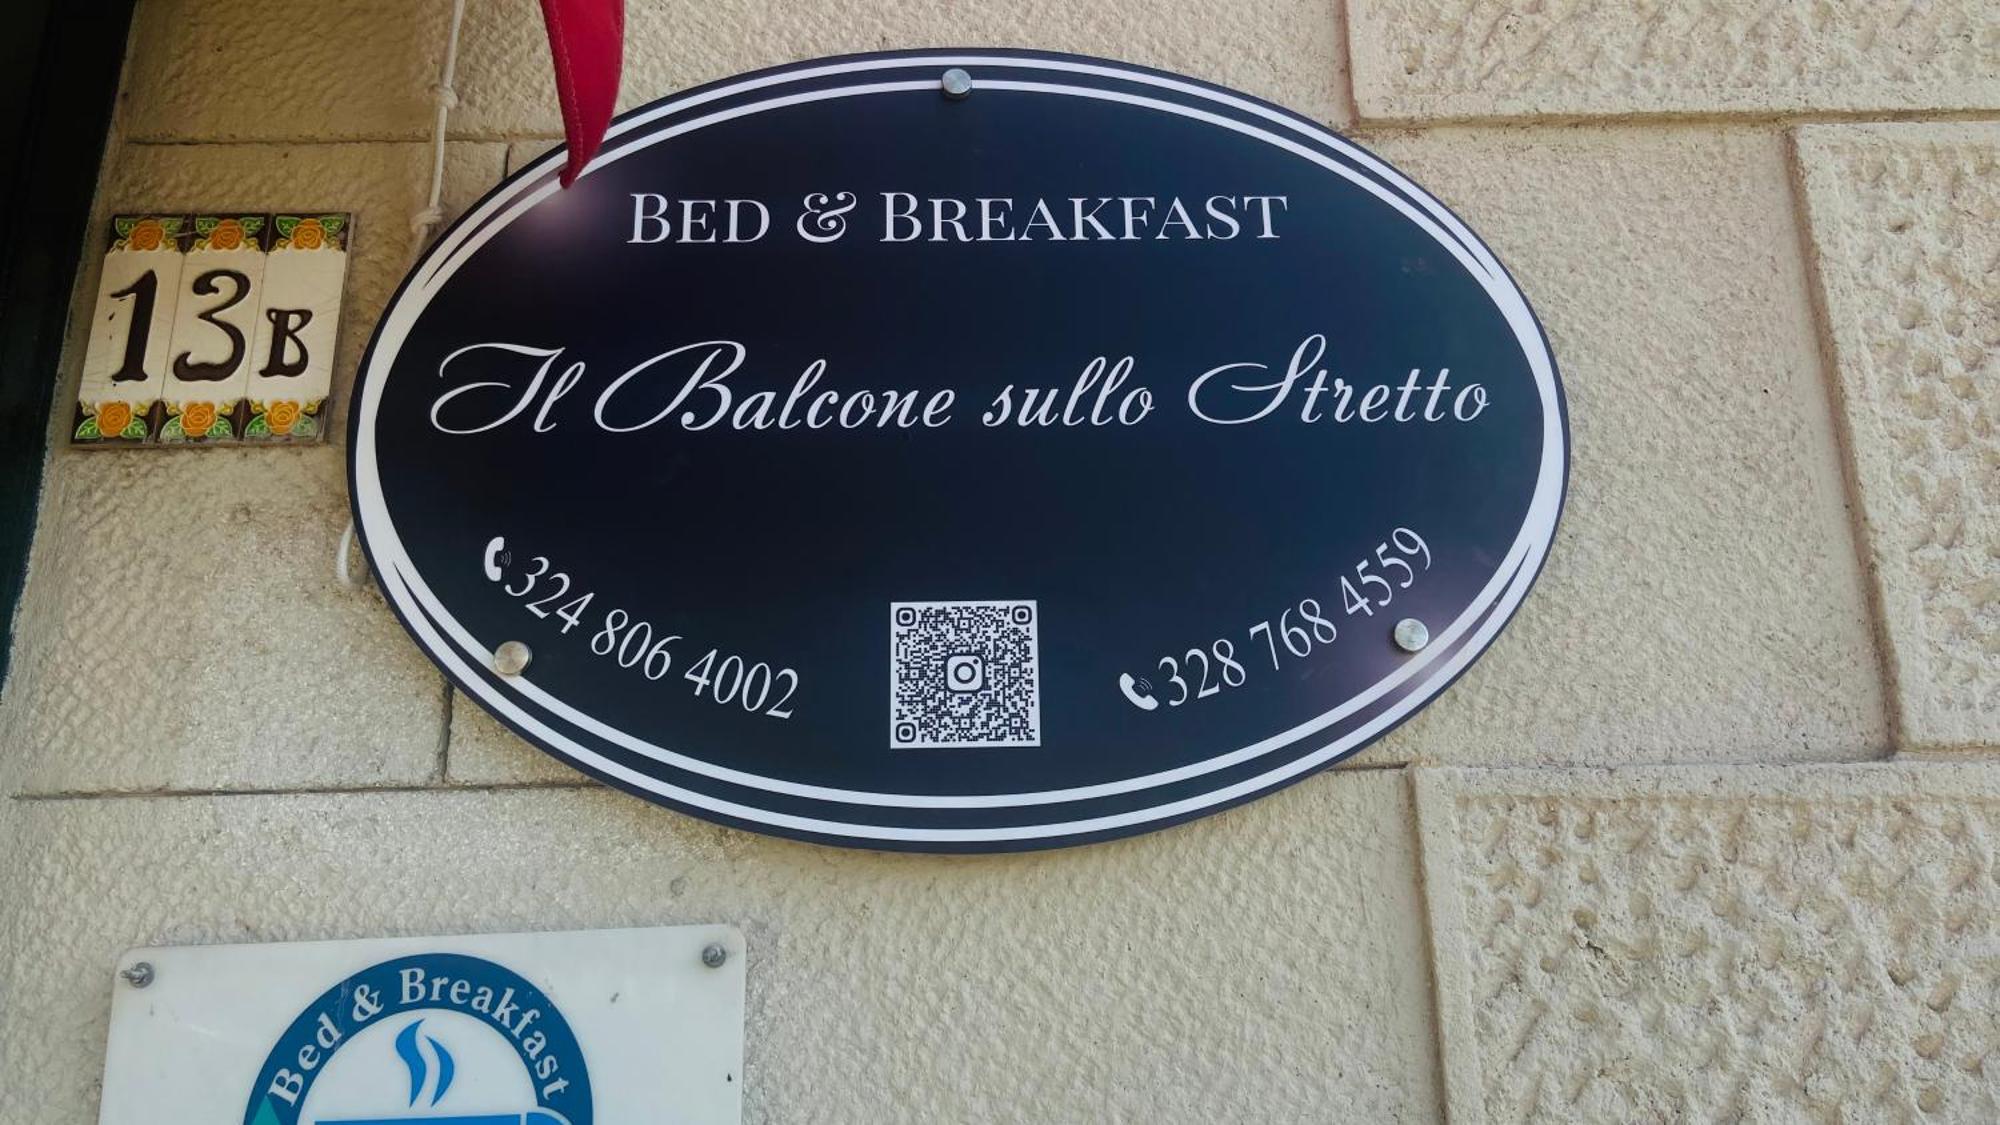 BED & BREAKFAST
13B
Il Balcone sullo Stretto
324 806 4002
328 768 4559
Bed & Breakfast